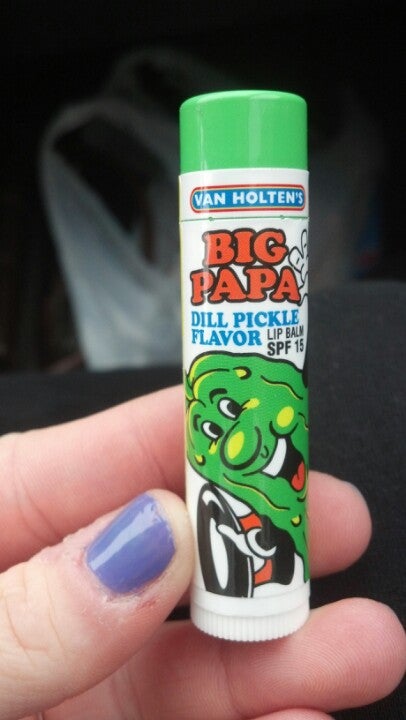 VAN HOLTEN'S
BIG
PAPA
DILL PICKLE
FLAVOR LIP BALM
SPF 15